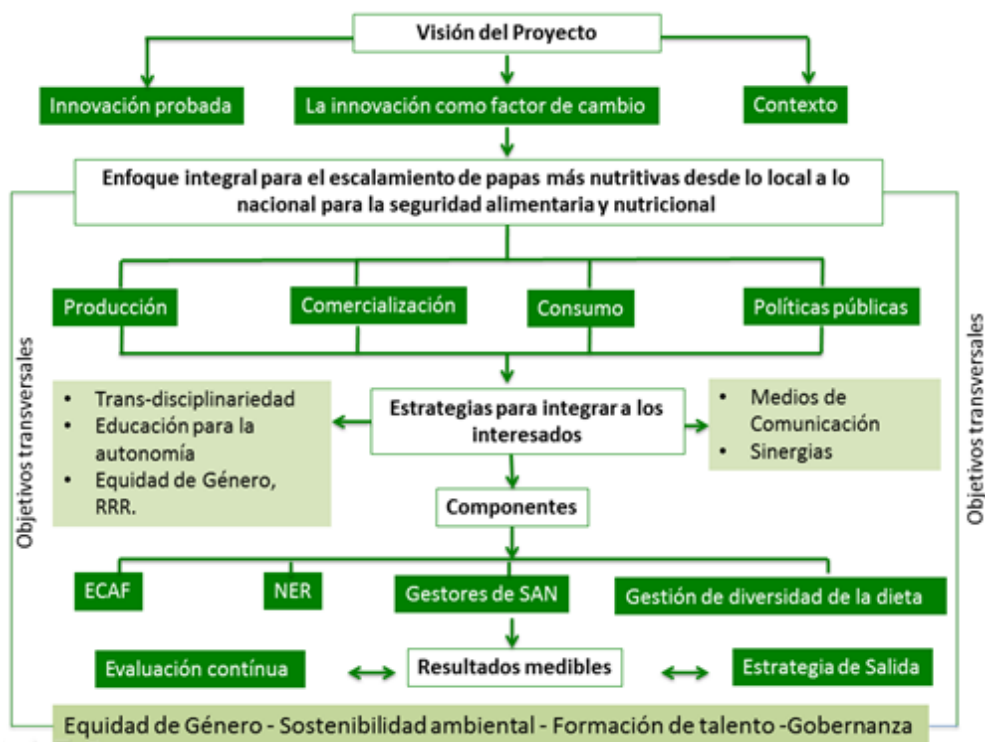 Visión del Proyecto
Innovación probada
La innovación como factor de cambio
Contexto
Enfoque integral para el escalamiento de papas más nutritivas desde lo local a lo
nacional para la seguridad alimentaria y nutricional
Producción
Comercialización
Consumo
Políticas públicas
Objetivos transversales
• Trans-disciplinariedad
• Educación para la
autonomía
• Equidad de Género,
RRR.
Estrategias para integrar a los
interesados
• Medios de
Comunicación
• Sinergias
Objetivos transversales
Componentes
ECAF
NER
Gestores de SAN
Gestión de diversidad de la dieta
Evaluación contínua
Resultados medibles
Estrategia de Salida
Equidad de Género - Sostenibilidad ambiental - Formación de talento -Gobernanza